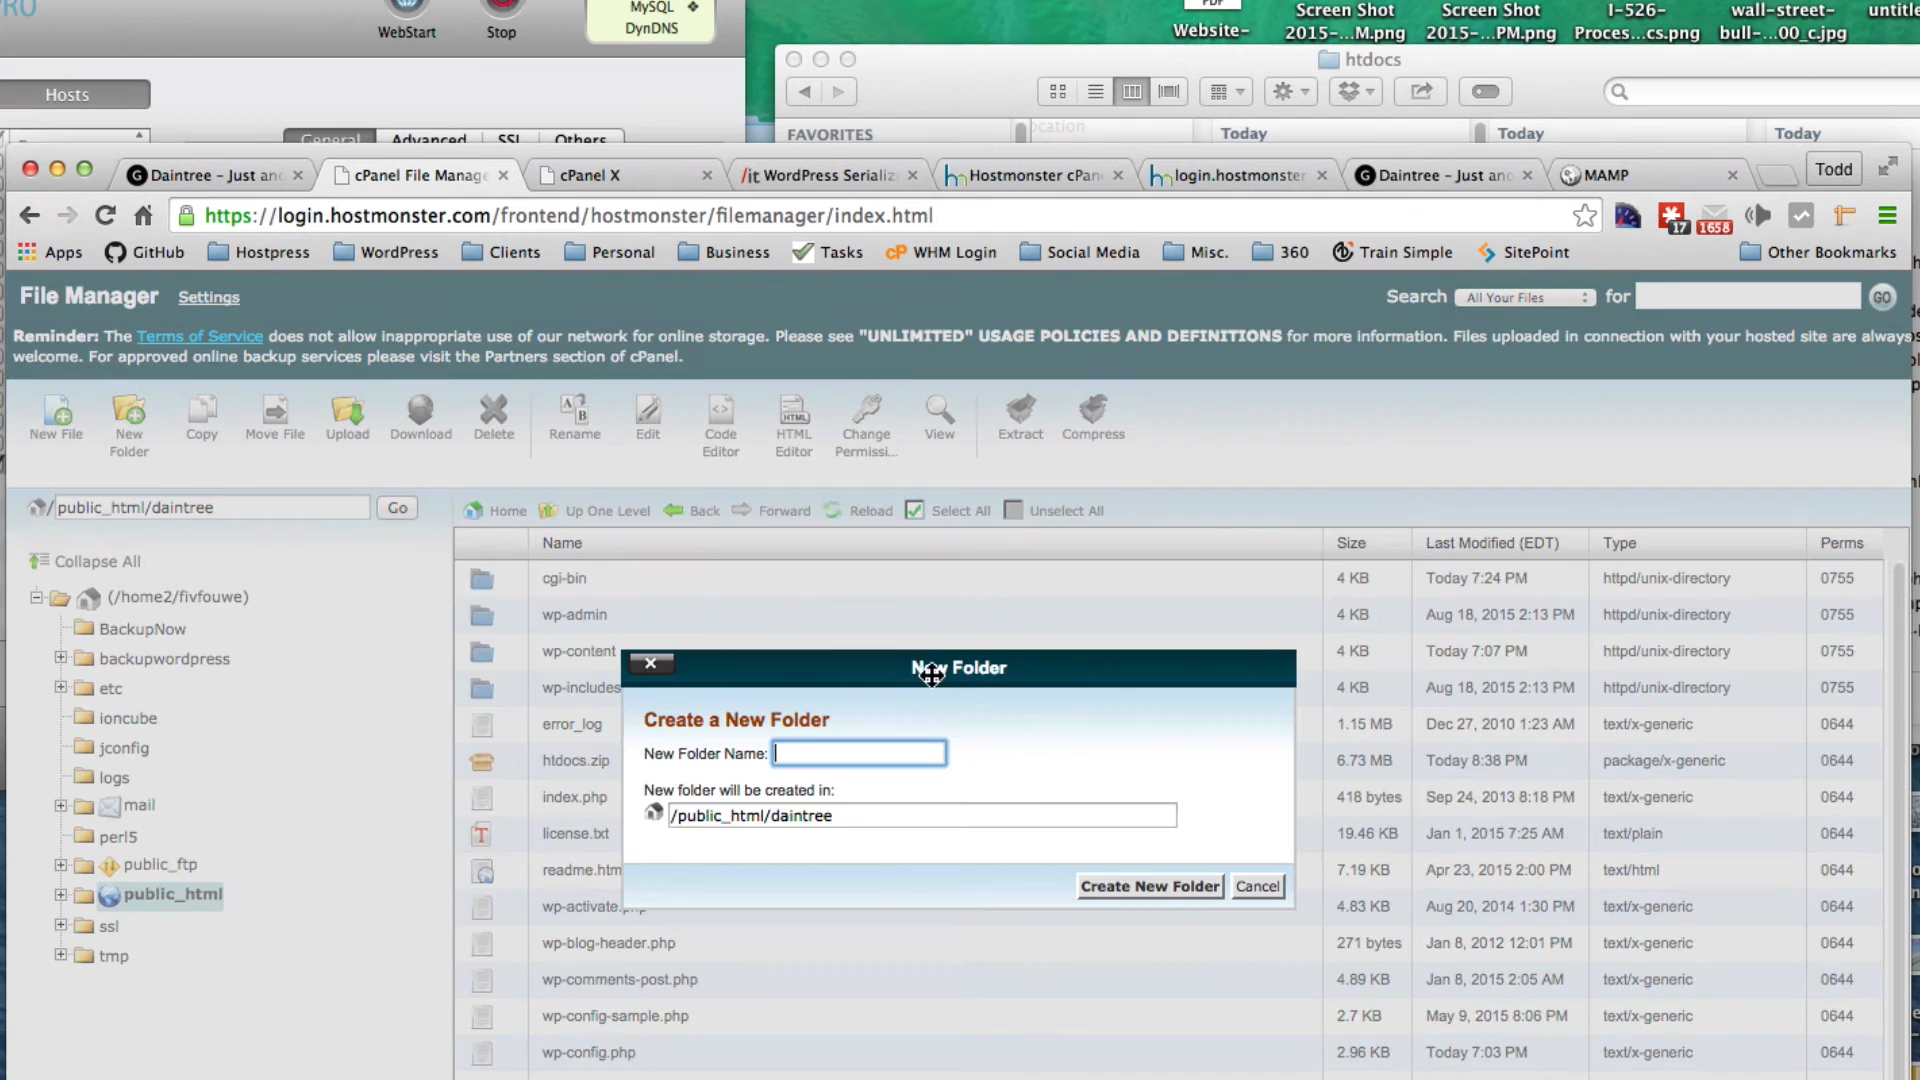 PRO
MySQL
DynDNS
WebStart
Stop
PDF
Website-
Screen Shot
2015-...M.png
Screen Shot
2015-...PM.png
I-526-
Proces...cs.png
wall-street-
bull-...00_c.jpg
untitle
htdocs
Hosts
General
Advanced
SSL
Others
FAVORITES
ocation
Today
Today
Today
Daintree - Just and
cPanel File Manage
cPanel X
/it WordPress Serializ
Hostmonster cPan
login.hostmonster
Daintree - Just and
MAMP
Todd
https://login.hostmonster.com/frontend/hostmonster/filemanager/index.html
17
1658
Apps
GitHub
Hostpress
WordPress
Clients
Personal
Business
Tasks
cP WHM Login
Social Media
Misc.
360
Train Simple
SitePoint
Other Bookmarks
File Manager
Settings
Search
All Your Files
for
GO
Reminder: The Terms of Service does not allow inappropriate use of our network for online storage. Please see "UNLIMITED" USAGE POLICIES AND DEFINITIONS for more information. Files uploaded in connection with your hosted site are always
welcome. For approved online backup services please visit the Partners section of cPanel.
New File
New
Folder
Copy
Move File
Upload
Download
Delete
Rename
Edit
Code
Editor
HTML
HTML
Editor
Change
Permissi...
View
Extract
Compress
/ public_html/daintree
Go
Home
Up One Level
Back
Forward
Reload
Select All
Unselect All
Collapse All
(/home2/fivfouwe)
BackupNow
backupwordpress
etc
ioncube
jconfig
logs
mail
perl5
public_ftp
public_html
ssl
tmp
Name Size Last Modified (EDT) Type Perms
cgi-bin 4 KB Today 7:24 PM httpd/unix-directory 0755
wp-admin 4 KB Aug 18, 2015 2:13 PM httpd/unix-directory 0755
wp-content 4 KB Today 7:07 PM httpd/unix-directory 0755
wp-includes 4 KB Aug 18, 2015 2:13 PM httpd/unix-directory 0755
error_log 1.15 MB Dec 27, 2010 1:23 AM text/x-generic 0644
htdocs.zip 6.73 MB Today 8:38 PM package/x-generic 0644
index.php 418 bytes Sep 24, 2013 8:18 PM text/x-generic 0644
license.txt 19.46 KB Jan 1, 2015 7:25 AM text/plain 0644
readme.htm 7.19 KB Apr 23, 2015 2:00 PM text/html 0644
wp-activate.php 4.83 KB Aug 20, 2014 1:30 PM text/x-generic 0644
wp-blog-header.php 271 bytes Jan 8, 2012 12:01 PM text/x-generic 0644
wp-comments-post.php 4.89 KB Jan 8, 2015 2:05 AM text/x-generic 0644
wp-config-sample.php 2.7 KB May 9, 2015 8:06 PM text/x-generic 0644
wp-config.php 2.96 KB Today 7:03 PM text/x-generic 0644
New Folder
Create a New Folder
New Folder Name:
New folder will be created in:
/public_html/daintree
Create New Folder
Cancel